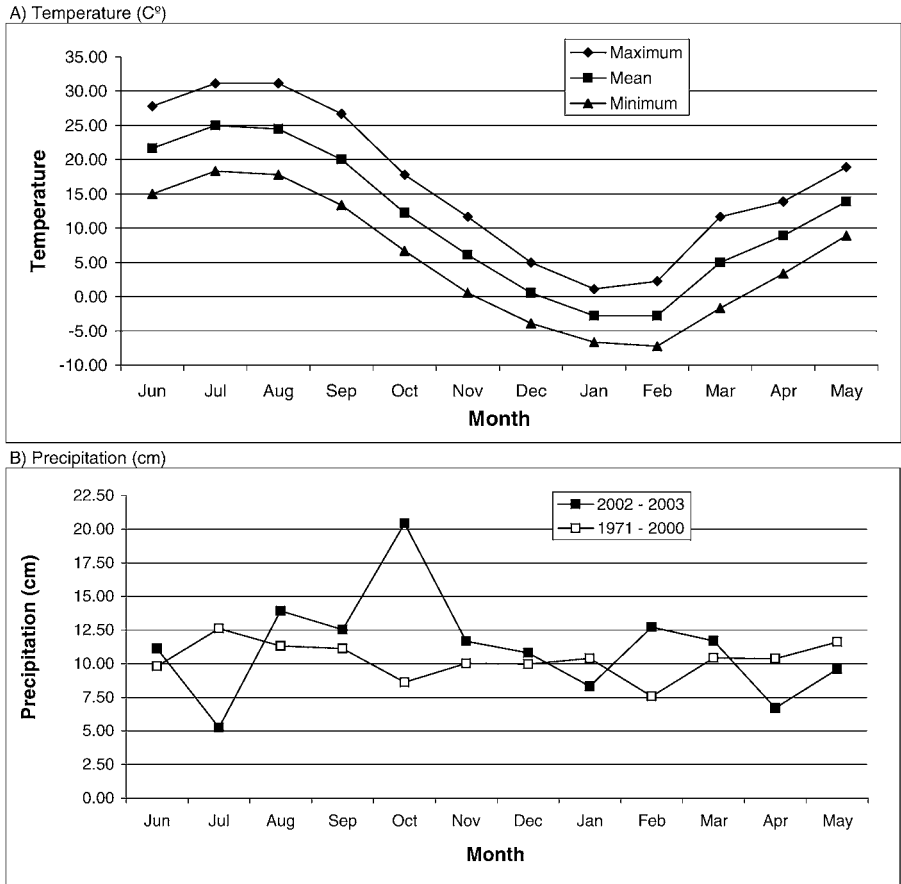 A) Temperature (Cº)
35.00
30.00
25.00
20.00
15.00
10.00
5.00
0.00
-5.00
-10.00
Temperature
Maximum
Mean
Minimum
Jun Jul Aug Sep Oct Nov Dec Jan Feb Mar Apr May
Month
B) Precipitation (cm)
22.50
20.00
17.50
15.00
12.50
10.00
7.50
5.00
2.50
0.00
Precipitation (cm)
2002 - 2003
1971 - 2000
Jun Jul Aug Sep Oct Nov Dec Jan Feb Mar Apr May
Month